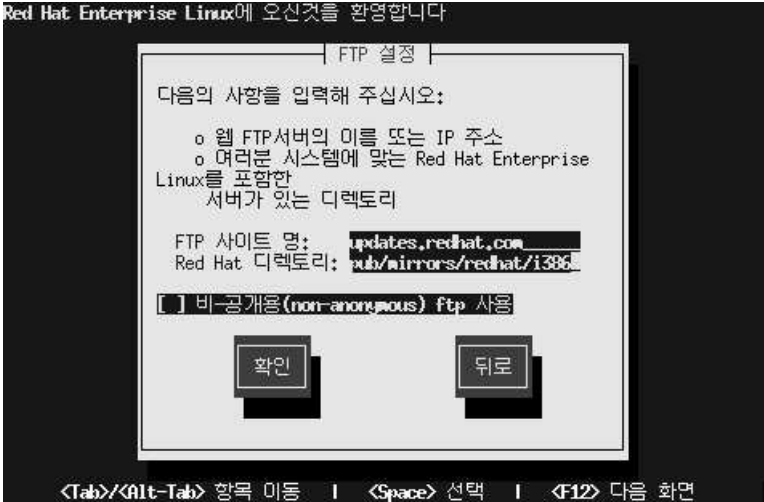 Red Hat Enterprise Linux에 오신것을 환영합니다
FTP 설정
다음의 사항을 입력해 주십시오:
o 웹 FTP서버의 이름 또는 IP 주소
o 여러분 시스템에 맞는 Red Hat Enterprise
Linux를 포함한
서버가 있는 디렉토리
FTP 사이트 명: updates.redhat.com______
Red Hat 디렉토리: pub/mirrors/redhat/i386_
[ ] 비-공개용(non-anonymous) ftp 사용
확인 뒤로
<Tab>/<Alt-Tab> 항목 이동 | <Space> 선택 | <F12> 다음 화면